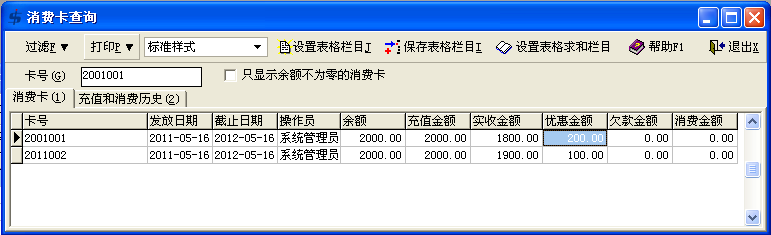 消费卡查询
过滤F ▼ 打印P ▼ 标准样式 设置表格栏目J 保存表格栏目I 设置表格求和栏目 帮助F1 退出X
卡号(G) 2001001 只显示余额不为零的消费卡
消费卡(1) 充值和消费历史(2)
卡号 发放日期 截止日期 操作员 余额 充值金额 实收金额 优惠金额 欠款金额 消费金额
2001001 2011-05-16 2012-05-16 系统管理员 2000.00 2000.00 1800.00 200.00 0.00 0.00
2011002 2011-05-16 2012-05-16 系统管理员 2000.00 2000.00 1900.00 100.00 0.00 0.00